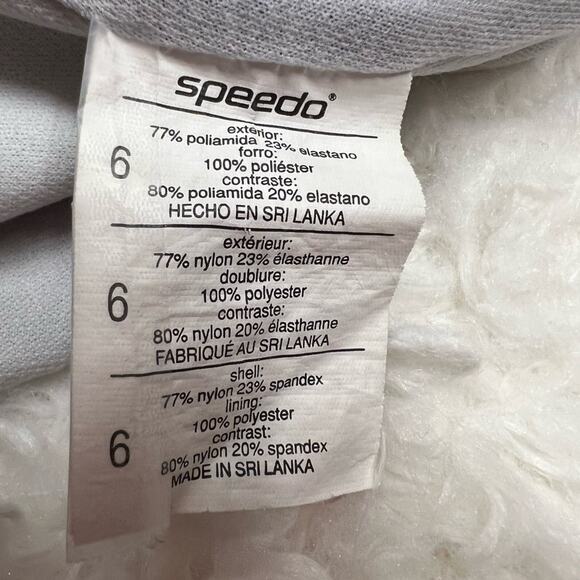 speedo®
exterior:
77% poliamida 23% elastano
forro:
6
100% poliéster
contraste:
80% poliamida 20% elastano
HECHO EN SRI LANKA
extérieur:
77% nylon 23% élasthanne
doublure:
6
100% polyester
contraste:
80% nylon 20% élasthanne
FABRIQUÉ AU SRI LANKA
shell:
77% nylon 23% spandex
lining:
6
100% polyester
contrast:
80% nylon 20% spandex
MADE IN SRI LANKA